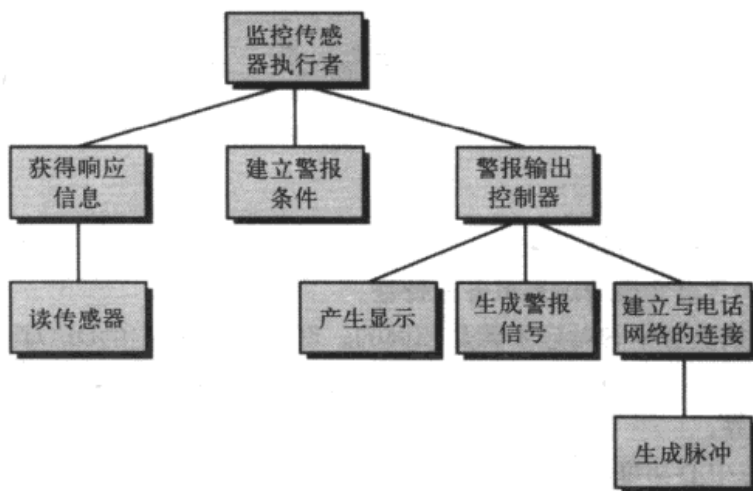 监控传感
器执行者
获得响应
信息
建立警报
条件
警报输出
控制器
读传感器
产生显示
生成警报
信号
建立与电话
网络的连接
生成脉冲